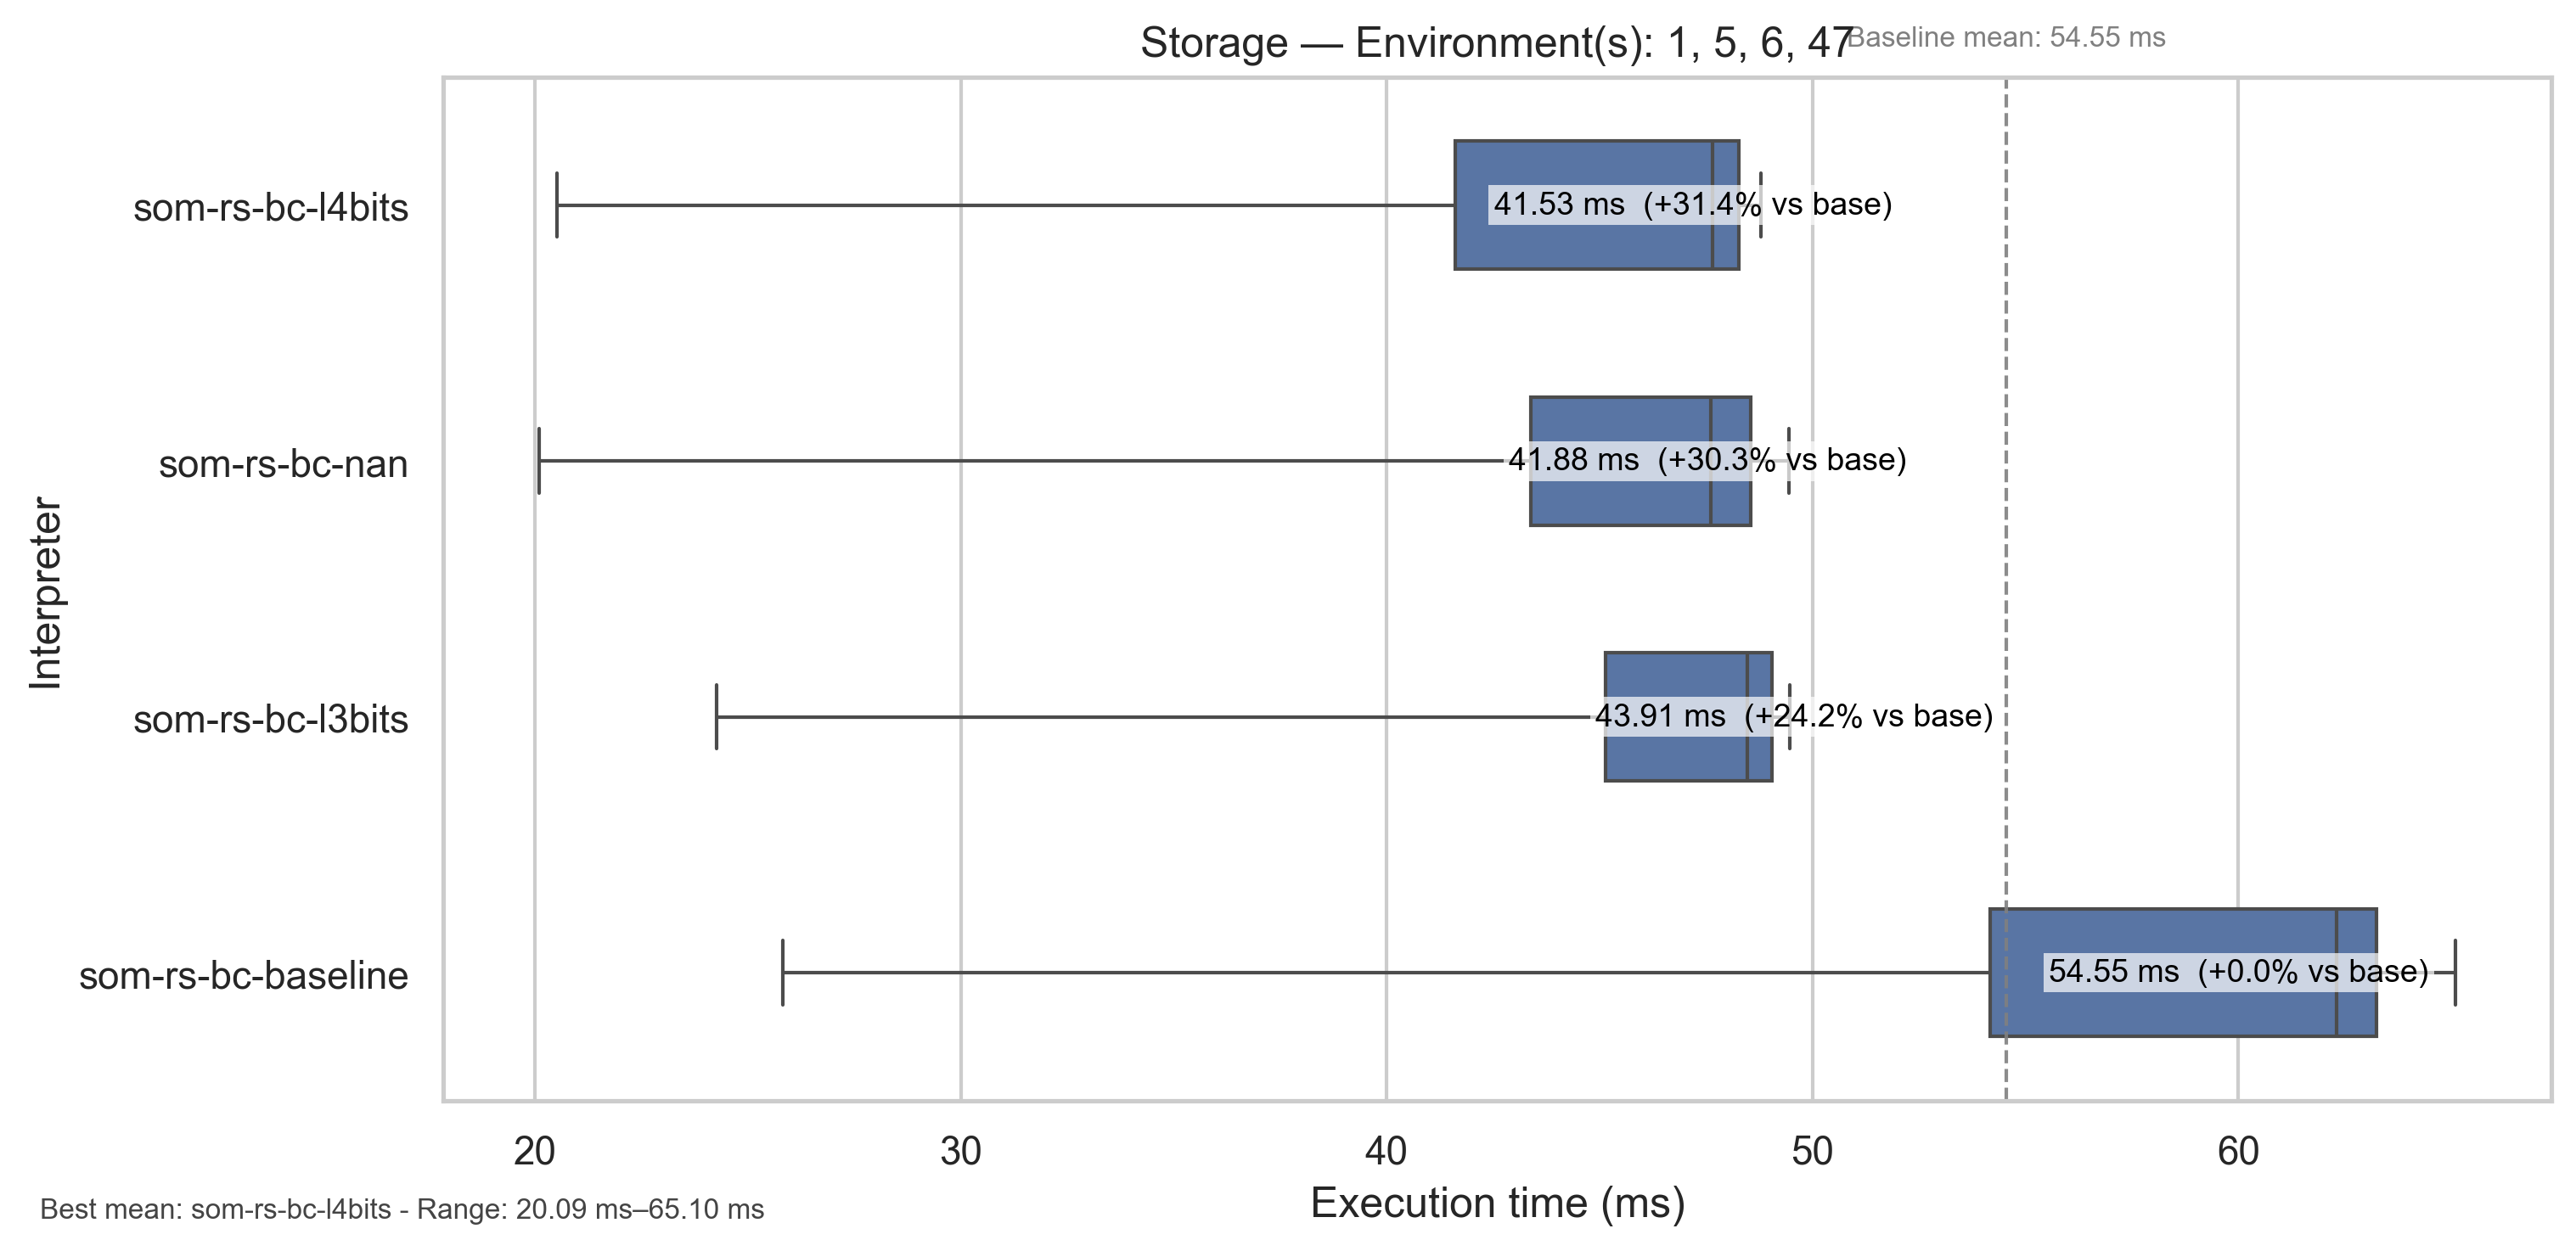 Storage — Environment(s): 1, 5, 6, 47
Baseline mean: 54.55 ms
Interpreter
som-rs-bc-l4bits
41.53 ms (+31.4% vs base)
som-rs-bc-nan
41.88 ms (+30.3% vs base)
som-rs-bc-l3bits
43.91 ms (+24.2% vs base)
som-rs-bc-baseline
54.55 ms (+0.0% vs base)
20 30 40 50 60
Execution time (ms)
Best mean: som-rs-bc-l4bits - Range: 20.09 ms–65.10 ms